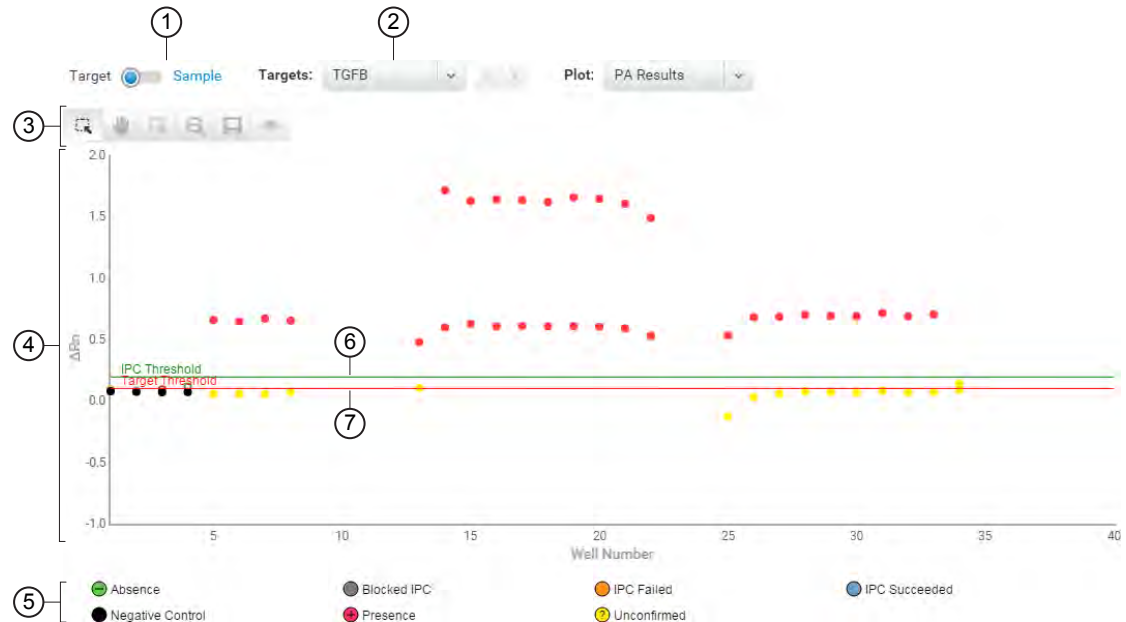 1 2
Target Sample Targets: TGFB Plot: PA Results
3
2.0
1.5
1.0
6
0.5
4 ΔRn
IPC Threshold
Target Threshold
0.0
7
-0.5
-1.0
5 10 15 20 25 30 35 40
Well Number
Absence Blocked IPC IPC Failed IPC Succeeded
5
Negative Control Presence ? Unconfirmed